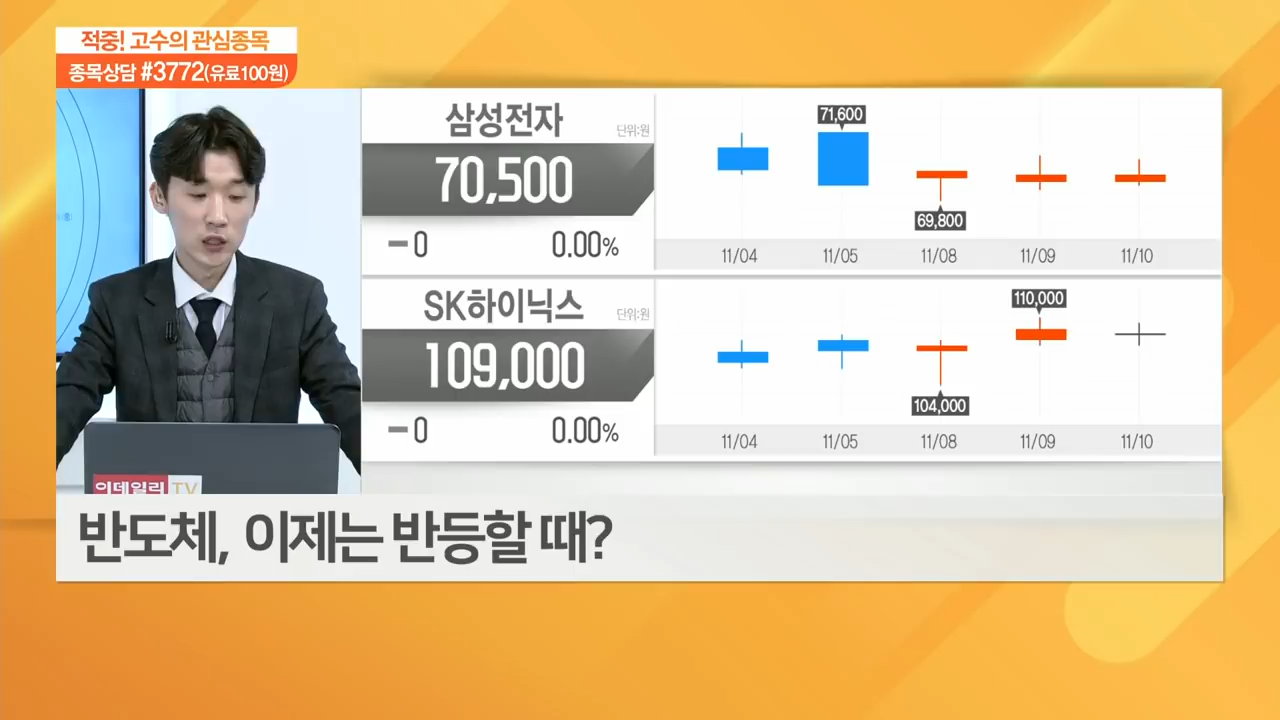 적중! 고수의 관심종목
종목상담 #3772(유료100원)
삼성전자
단위:원
70,500
0
0.00%
71,600
69,800
11/04
11/05
11/08
11/09
11/10
SK하이닉스
단위:원
109,000
0
0.00%
110,000
104,000
11/04
11/05
11/08
11/09
11/10
이데일리 TV
반도체, 이제는 반등할 때?